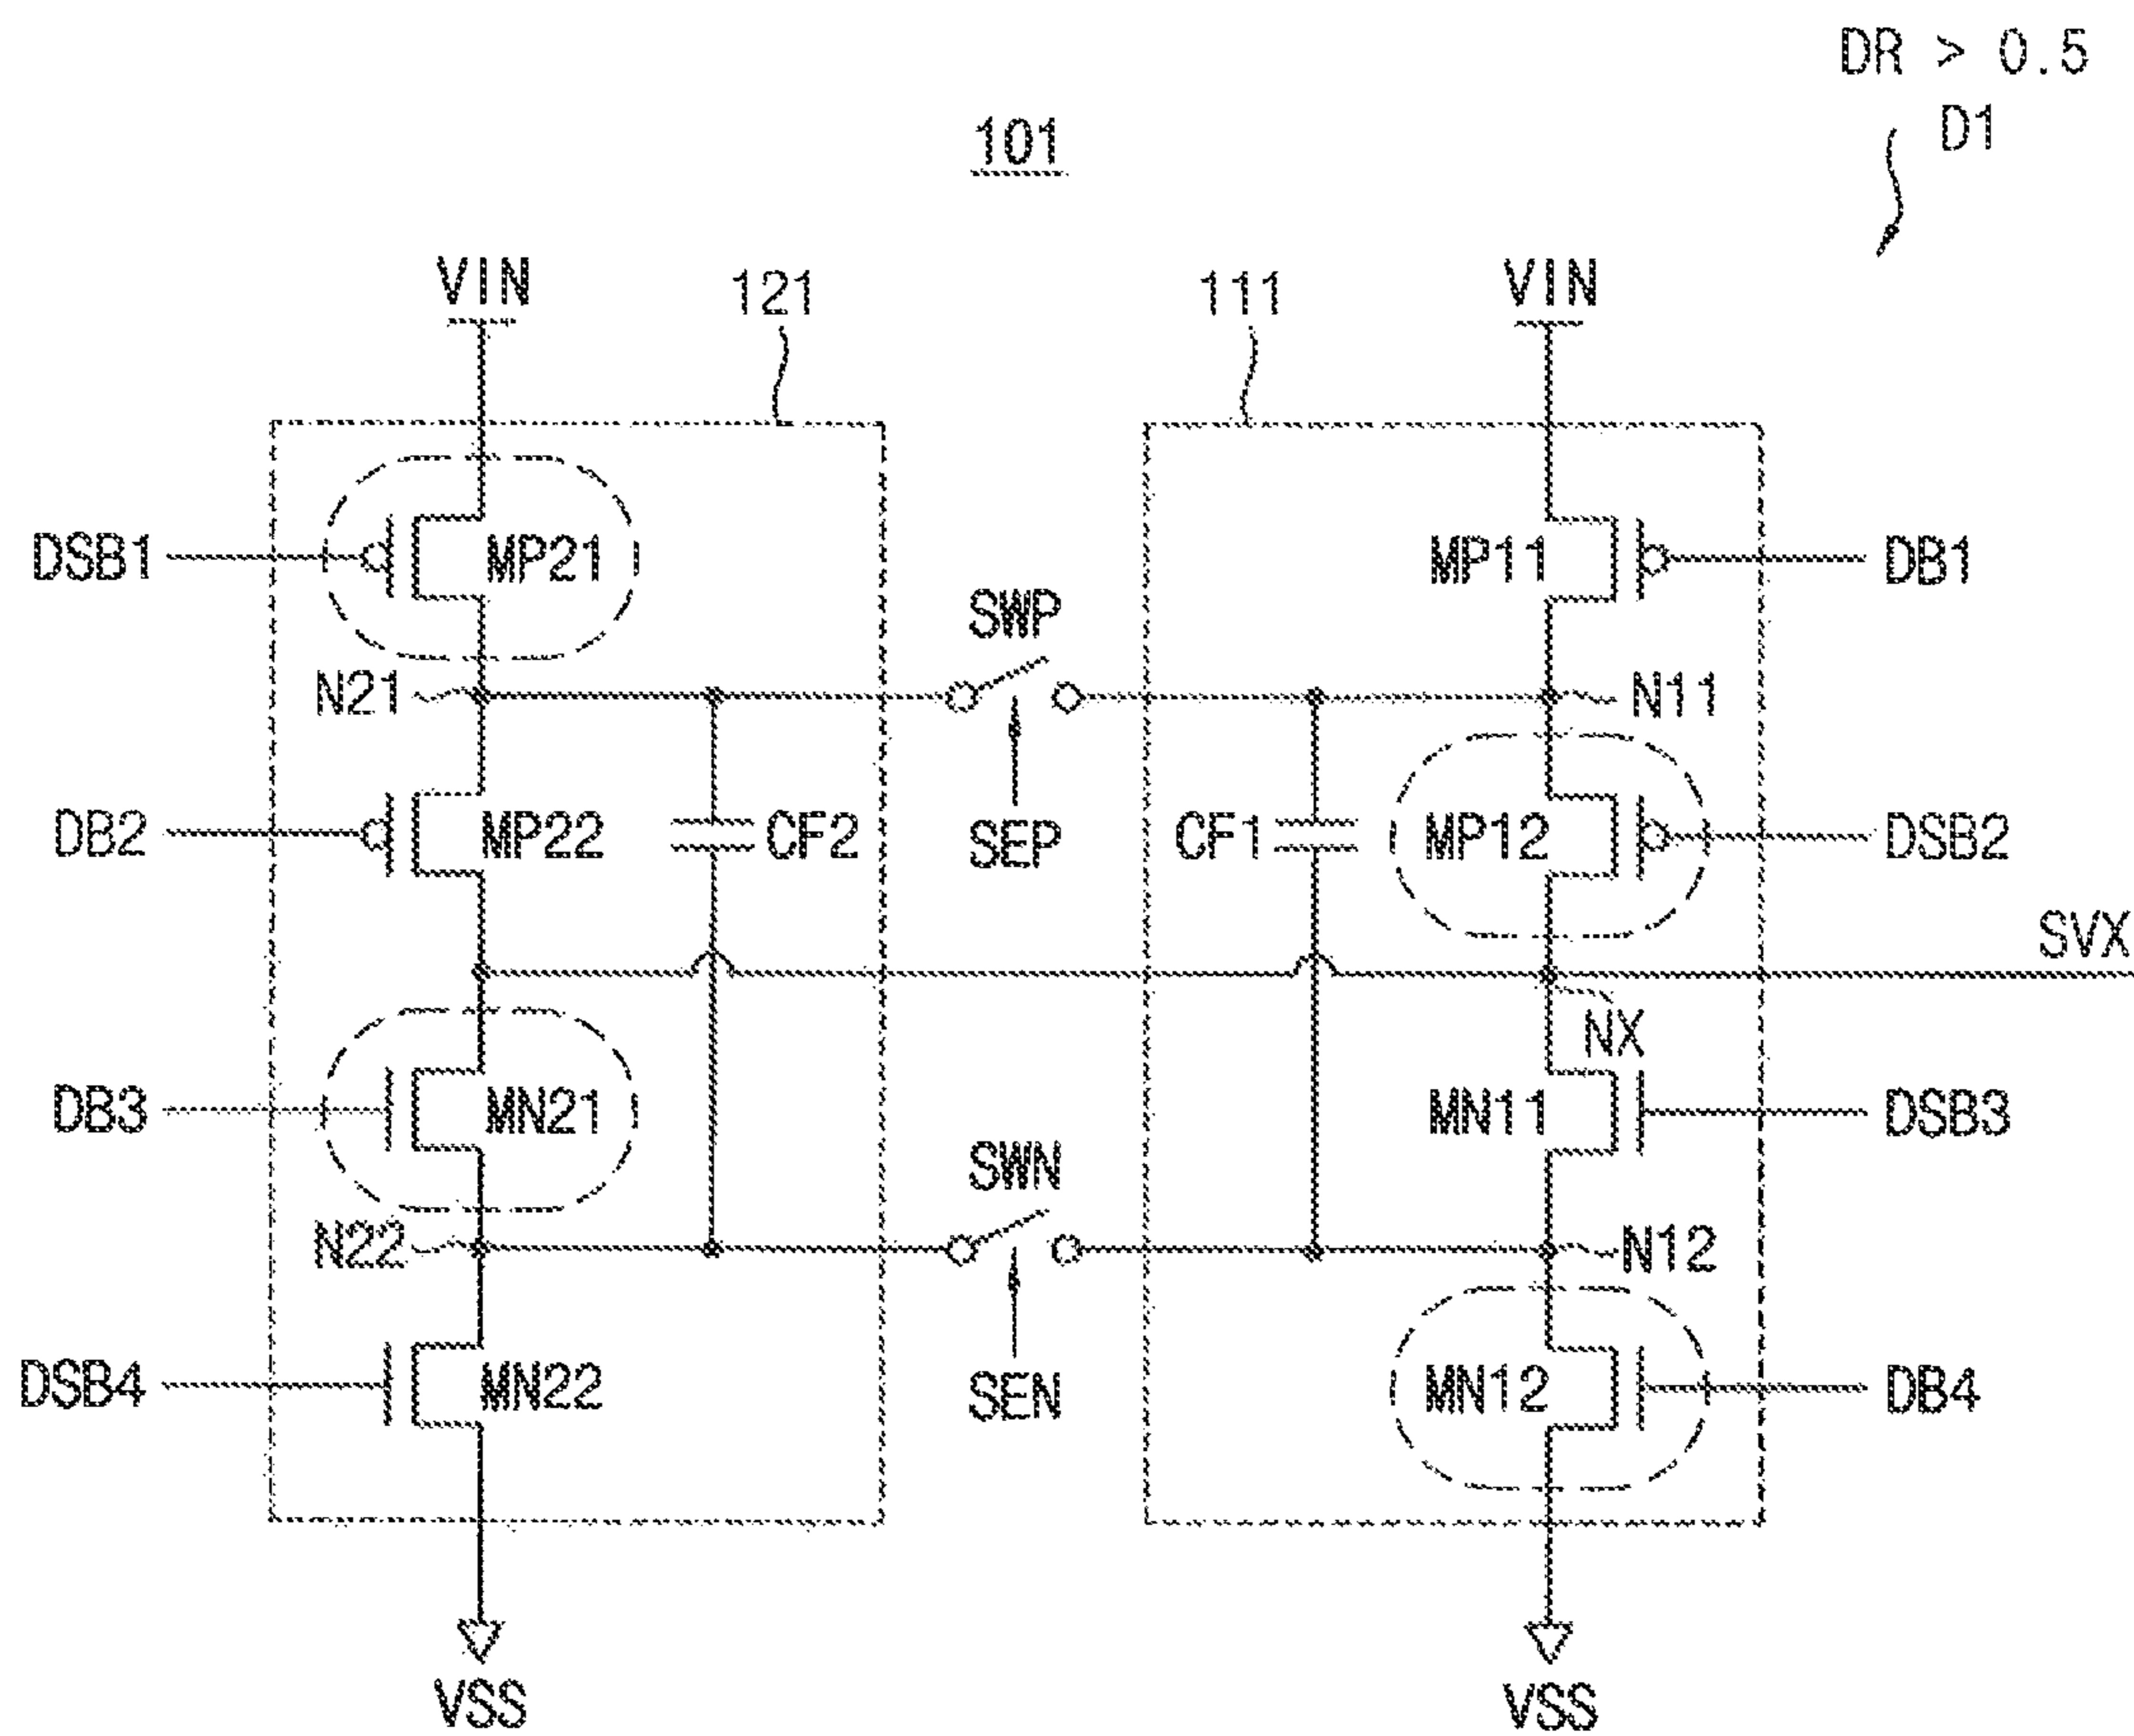 DR > 0.5
D1
101
VIN
121
111
VIN
DSB1
MP21
MP11
DB1
SWP
N21
N11
SEP
DB2
MP22
CF2
CF1
MP12
DSB2
SVX
NX
DB3
MN21
MN11
DSB3
SWN
N22
N12
SEN
DSB4
MN22
MN12
DB4
VSS
VSS